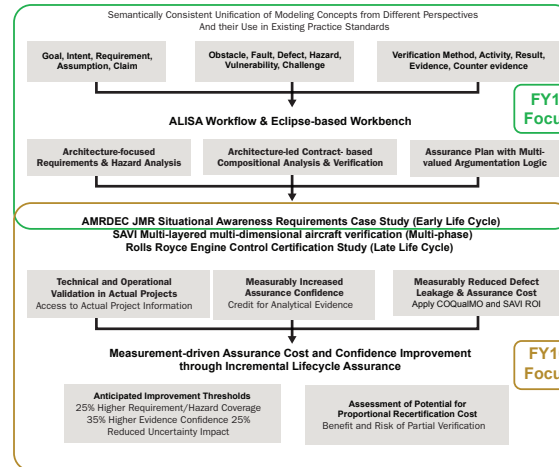 Semantically Consistent Unification of Modeling Concepts from Different Perspectives
And their Use in Existing Practice Standards
Goal, Intent, Requirement,
Assumption, Claim
Obstacle, Fault, Defect, Hazard,
Vulnerability, Challenge
Verification Method, Activity, Result,
Evidence, Counter evidence
FY1
Focu
ALISA Workflow & Eclipse-based Workbench
Architecture-focused
Requirements & Hazard Analysis
Architecture-led Contract- based
Compositional Analysis & Verification
Assurance Plan with Multi-
valued Argumentation Logic
AMRDEC JMR Situational Awareness Requirements Case Study (Early Life Cycle)
SAVI Multi-layered multi-dimensional aircraft verification (Multi-phase)
Rolls Royce Engine Control Certification Study (Late Life Cycle)
Technical and Operational
Validation in Actual Projects
Access to Actual Project Information
Measurably Increased
Assurance Confidence
Credit for Analytical Evidence
Measurably Reduced Defect
Leakage & Assurance Cost
Apply COQualMO and SAVI ROI
Measurement-driven Assurance Cost and Confidence Improvement
through Incremental Lifecycle Assurance
FY1
Focu
Anticipated Improvement Thresholds
25% Higher Requirement/Hazard Coverage
35% Higher Evidence Confidence 25%
Reduced Uncertainty Impact
Assessment of Potential for
Proportional Recertification Cost
Benefit and Risk of Partial Verification